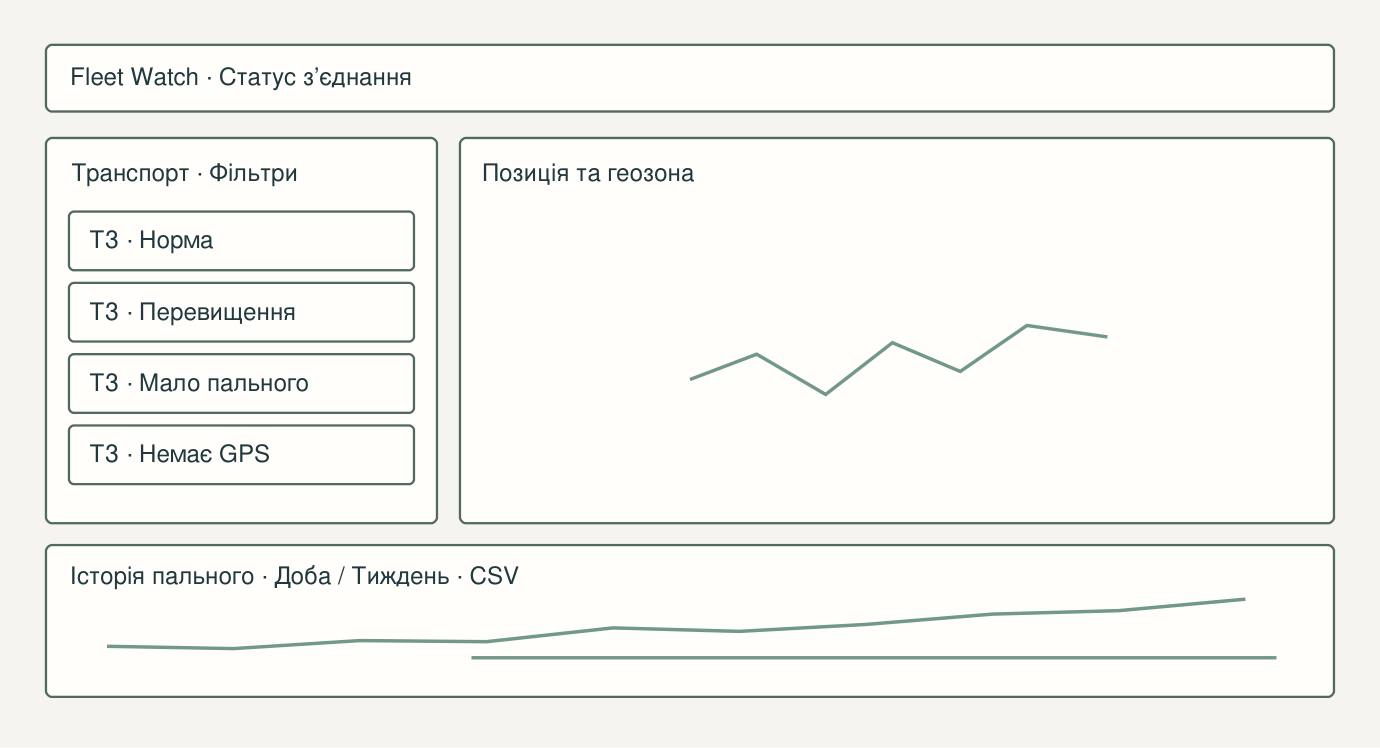 Fleet Watch · Статус з’єднання
Транспорт · Фільтри
Позиція та геозона
ТЗ · Норма
ТЗ · Перевищення
ТЗ · Мало пального
ТЗ · Немає GPS
Історія пального · Доба / Тиждень · CSV